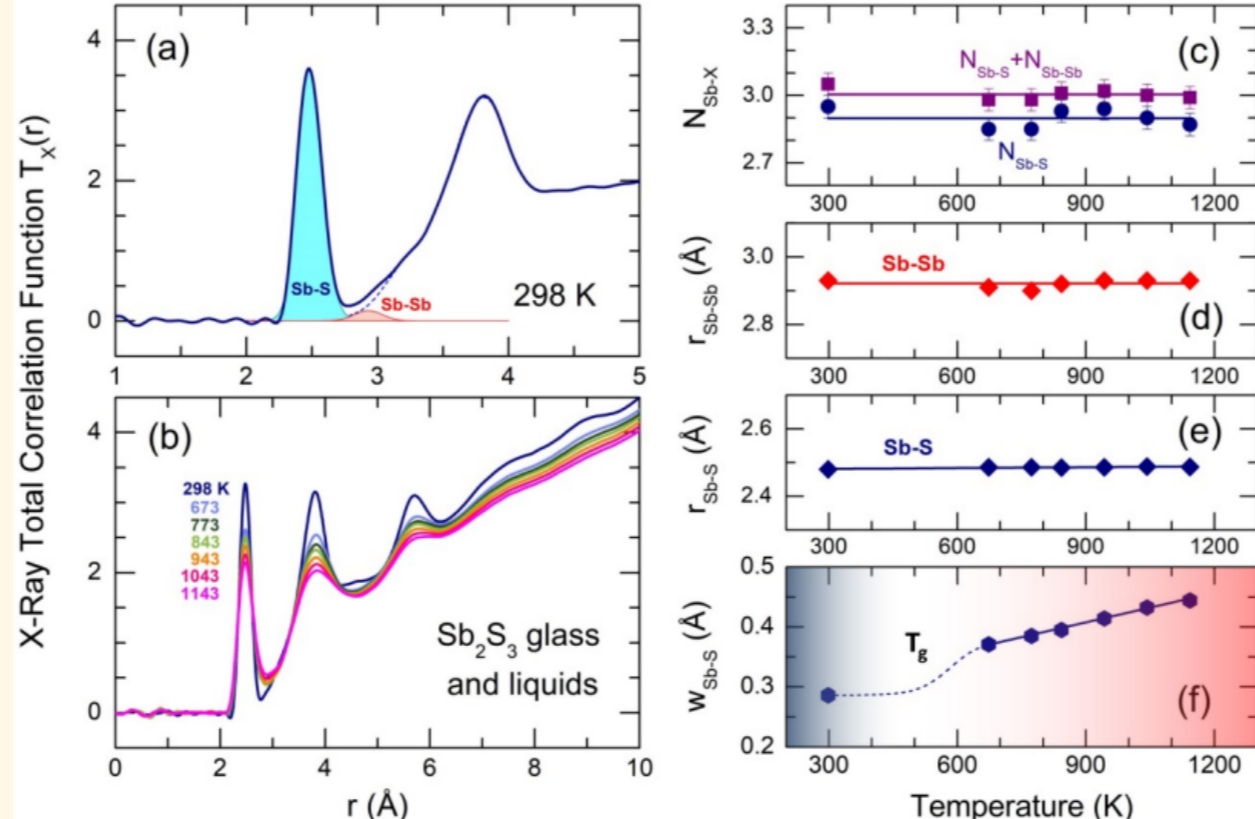 X-Ray Total Correlation Function T_X(r)
(a)
4
2
0
Sb-S
Sb-Sb
298 K
1 2 3 4 5
(b)
4
2
0
298 K
673
773
843
943
1043
1143
Sb₂S₃ glass
and liquids
0 2 4 6 8 10
r (Å)
(c)
N_Sb-X
3.3
3.0
2.7
N_Sb-S+N_Sb-Sb
N_Sb-S
300 600 900 1200
r_Sb-Sb (Å)
3.0
2.8
Sb-Sb
(d)
300 600 900 1200
r_Sb-S (Å)
2.6
2.4
Sb-S
(e)
300 600 900 1200
w_Sb-S (Å)
0.5
0.4
0.3
0.2
T_g
(f)
300 600 900 1200
Temperature (K)